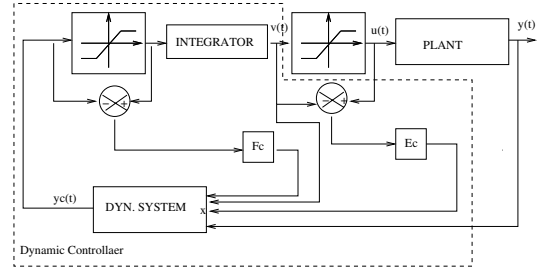 v(t)
u(t)
y(t)
INTEGRATOR
PLANT
− +
− +
Fc
Ec
yc(t)
DYN. SYSTEM
x
Dynamic Controllaer